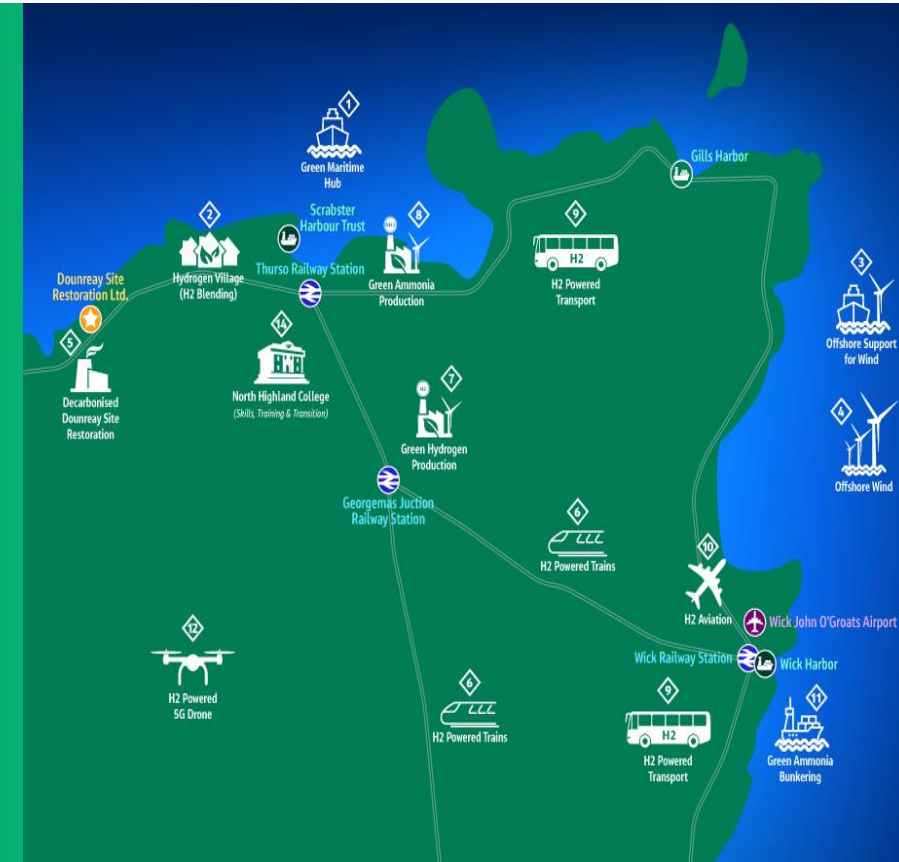 1
Green Maritime
Hub
Gills Harbor
Scrabster
Harbour Trust
2
8
9
Hydrogen Village
(H2 Blending)
Thurso Railway Station
Green Ammonia
Production
H2
H2 Powered
Transport
3
Offshore Support
for Wind
Dounreay Site
Restoration Ltd.
5
Decarbonised
Dounreay Site
Restoration
14
North Highland College
(Skills, Training & Transition)
7
H2
Green Hydrogen
Production
4
Offshore Wind
Georgemas Juction
Railway Station
6
H2 Powered Trains
10
H2 Aviation
Wick John O'Groats Airport
12
H2 Powered
5G Drone
Wick Railway Station
Wick Harbor
6
H2 Powered Trains
9
H2
H2 Powered
Transport
11
Green Ammonia
Bunkering